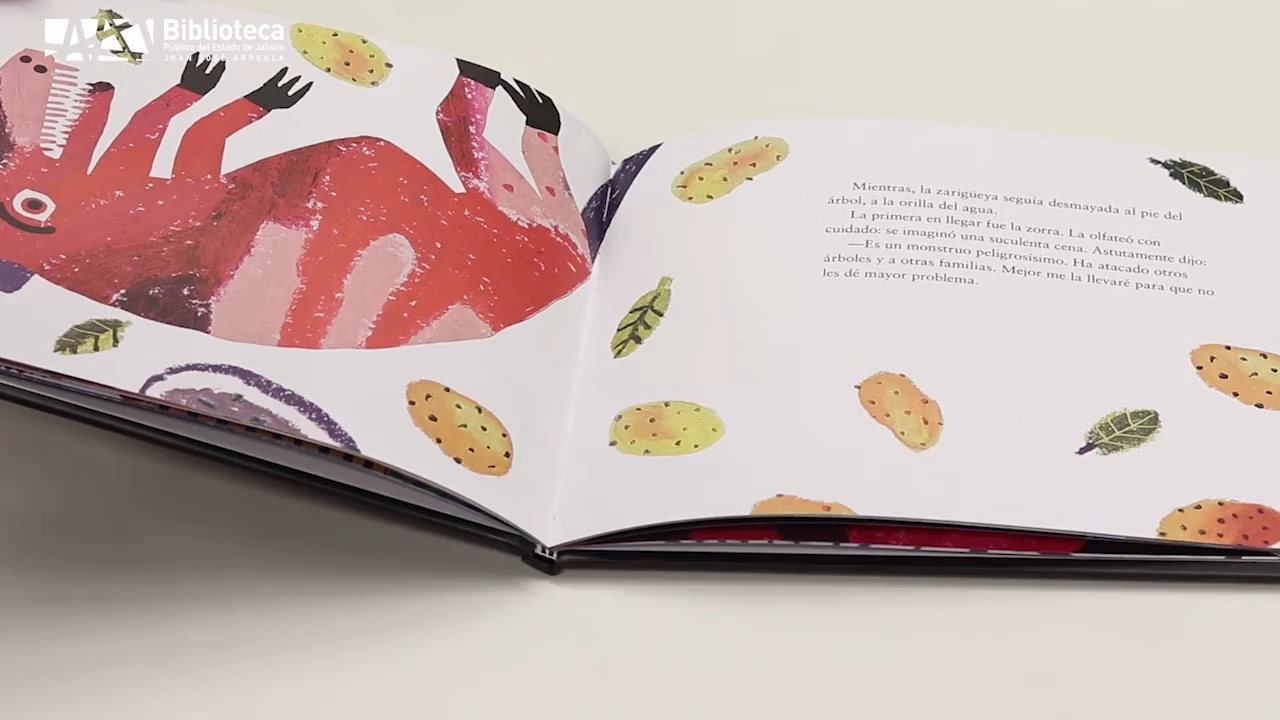 Biblioteca
Pública del Estado de Jalisco
JUAN JOSÉ ARREOLA
Mientras, la zarigüeya seguía desmayada al pie del
árbol, a la orilla del agua.
La primera en llegar fue la zorra. La olfateó con
cuidado: se imaginó una suculenta cena. Astutamente dijo:
—Es un monstruo peligrosísimo. Ha atacado otros
árboles y a otras familias. Mejor me la llevaré para que no
les dé mayor problema.